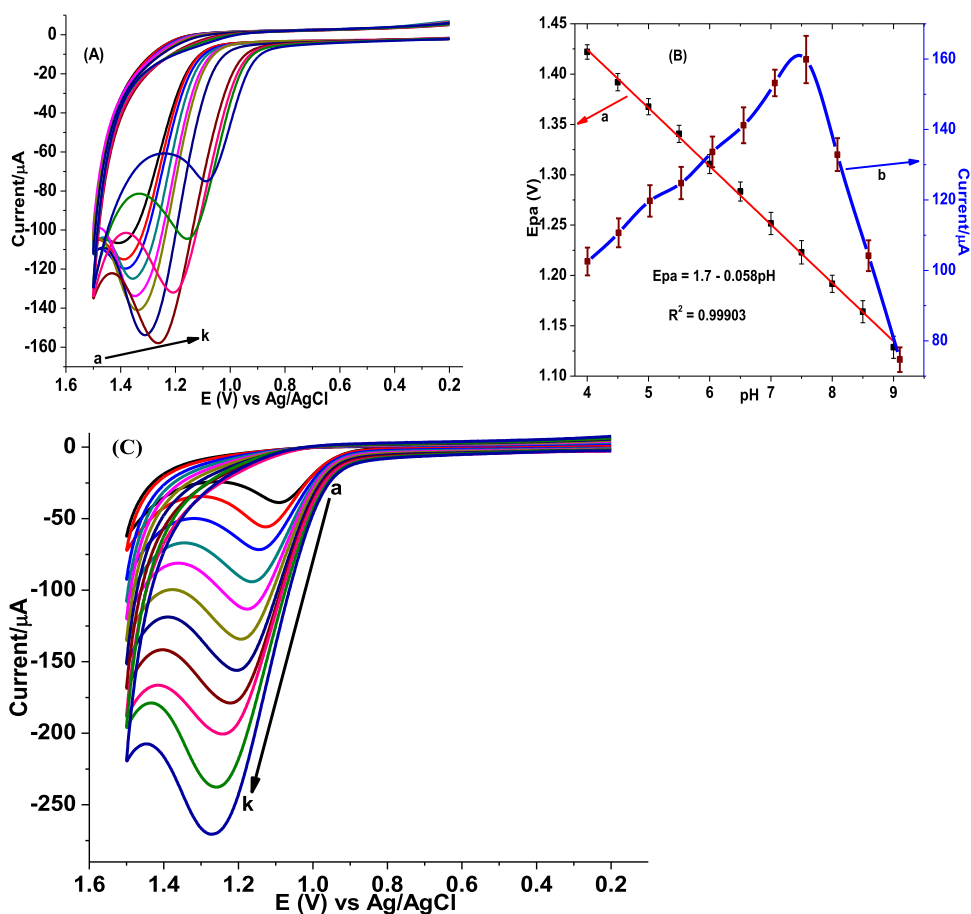 (A)
0
-20
-40
-60
-80
-100
-120
-140
-160
Current/µA
a
k
1.6 1.4 1.2 1.0 0.8 0.6 0.4 0.2
E (V) vs Ag/AgCl
(B)
1.45
1.40
1.35
1.30
1.25
1.20
1.15
1.10
Epa (V)
a
b
Epa = 1.7 - 0.058pH
R² = 0.99903
160
140
120
100
80
Current/µA
4 5 6 7 8 9
pH
(C)
0
-50
-100
-150
-200
-250
Current/µA
a
k
1.6 1.4 1.2 1.0 0.8 0.6 0.4 0.2
E (V) vs Ag/AgCl